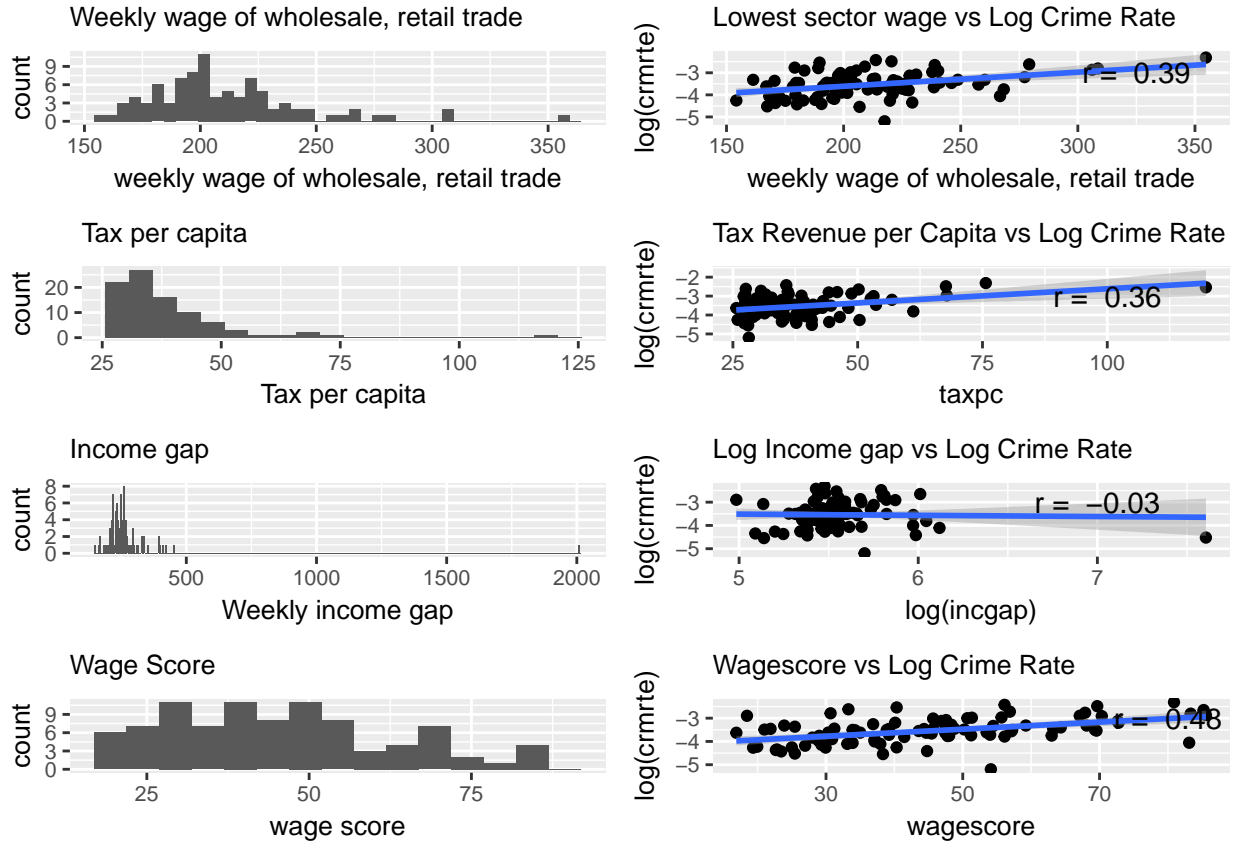 Weekly wage of wholesale, retail trade
count
9
6
3
0
150 200 250 300 350
weekly wage of wholesale, retail trade
Lowest sector wage vs Log Crime Rate
log(crmrte)
−3
−4
−5
r = 0.39
150 200 250 300 350
weekly wage of wholesale, retail trade
Tax per capita
count
20
10
0
25 50 75 100 125
Tax per capita
Tax Revenue per Capita vs Log Crime Rate
log(crmrte)
−2
−3
−4
−5
r = 0.36
25 50 75 100
taxpc
Income gap
count
8
6
4
2
0
500 1000 1500 2000
Weekly income gap
Log Income gap vs Log Crime Rate
log(crmrte)
−3
−4
−5
r = −0.03
5 6 7
log(incgap)
Wage Score
count
9
6
3
0
25 50 75
wage score
Wagescore vs Log Crime Rate
log(crmrte)
−3
−4
−5
r = 0.48
30 50 70
wagescore